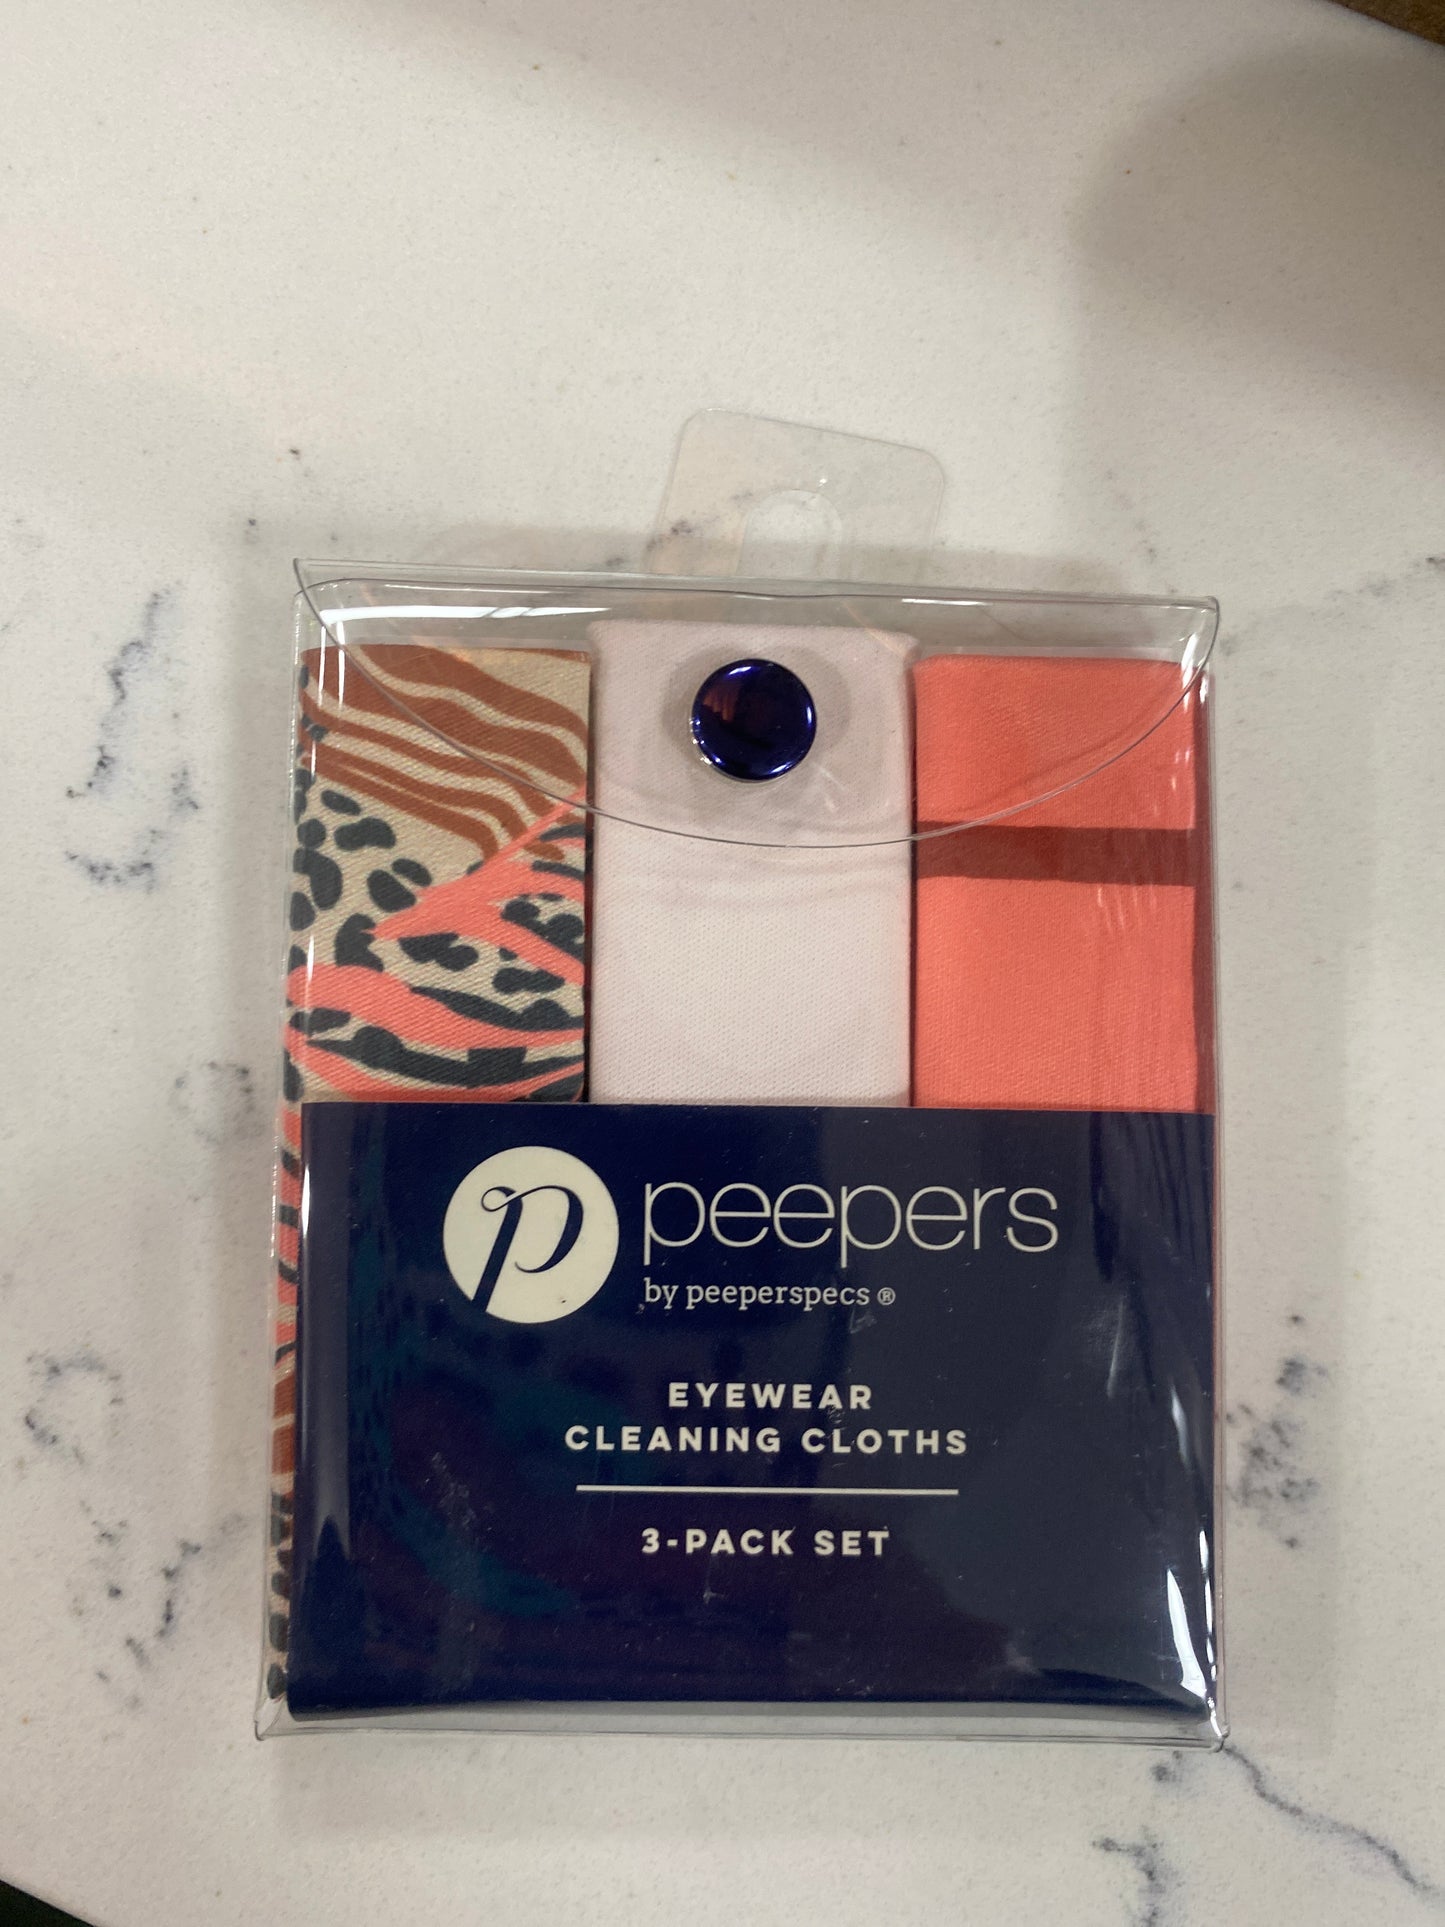 p peepers
by peeperspecs ®
EYEWEAR
CLEANING CLOTHS
3-PACK SET